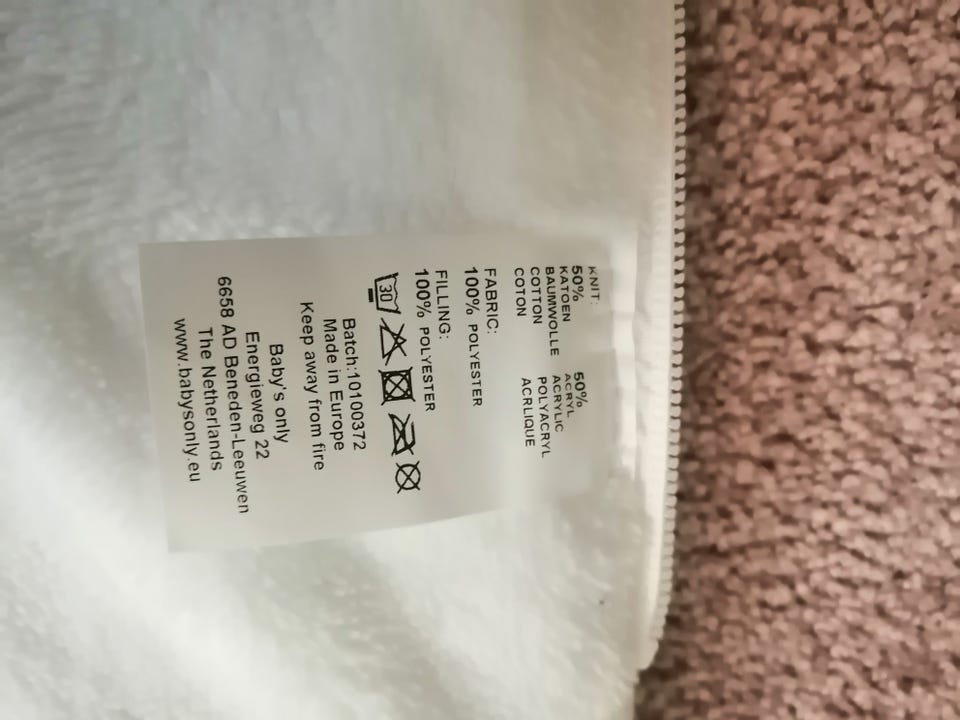 KNIT:
50% 50%
KATOEN ACRYL
BAUMWOLLE ACRYLIC
COTTON POLYACRYL
COTON ACRLIQUE
FABRIC:
100% POLYESTER
FILLING:
100% POLYESTER
30
Batch:10100372
Made in Europe
Keep away from fire
Baby's only
Energieweg 22
6658 AD Beneden-Leeuwen
The Netherlands
www.babysonly.eu